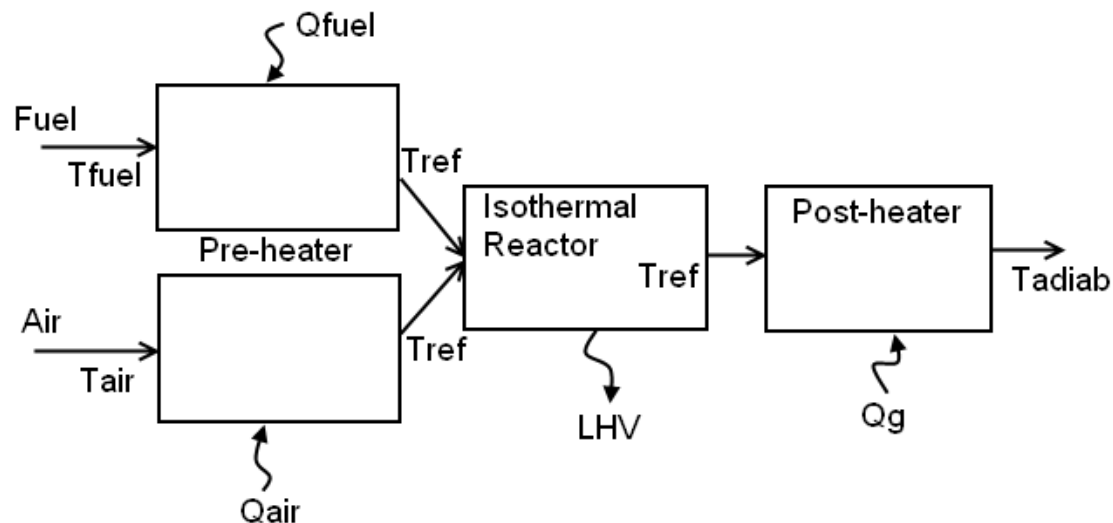 Qfuel
Fuel
Tfuel
Tref
Pre-heater
Isothermal
Reactor
Tref
Post-heater
Tadiab
Air
Tair
Tref
LHV
Qg
Qair